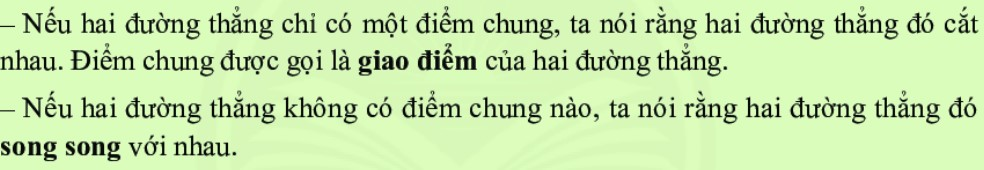 – Nếu hai đường thẳng chỉ có một điểm chung, ta nói rằng hai đường thẳng đó cắt
nhau. Điểm chung được gọi là giao điểm của hai đường thẳng.
– Nếu hai đường thẳng không có điểm chung nào, ta nói rằng hai đường thẳng đó
song song với nhau.